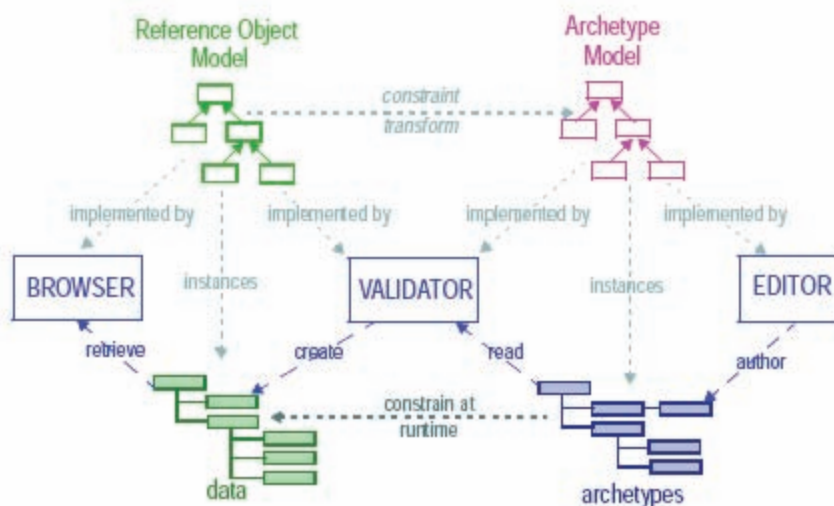 Reference Object
Model
Archetype
Model
constraint
transform
implemented by
implemented by
implemented by
implemented by
instances
instances
BROWSER
VALIDATOR
EDITOR
retrieve
create
read
author
constrain at
runtime
data
archetypes